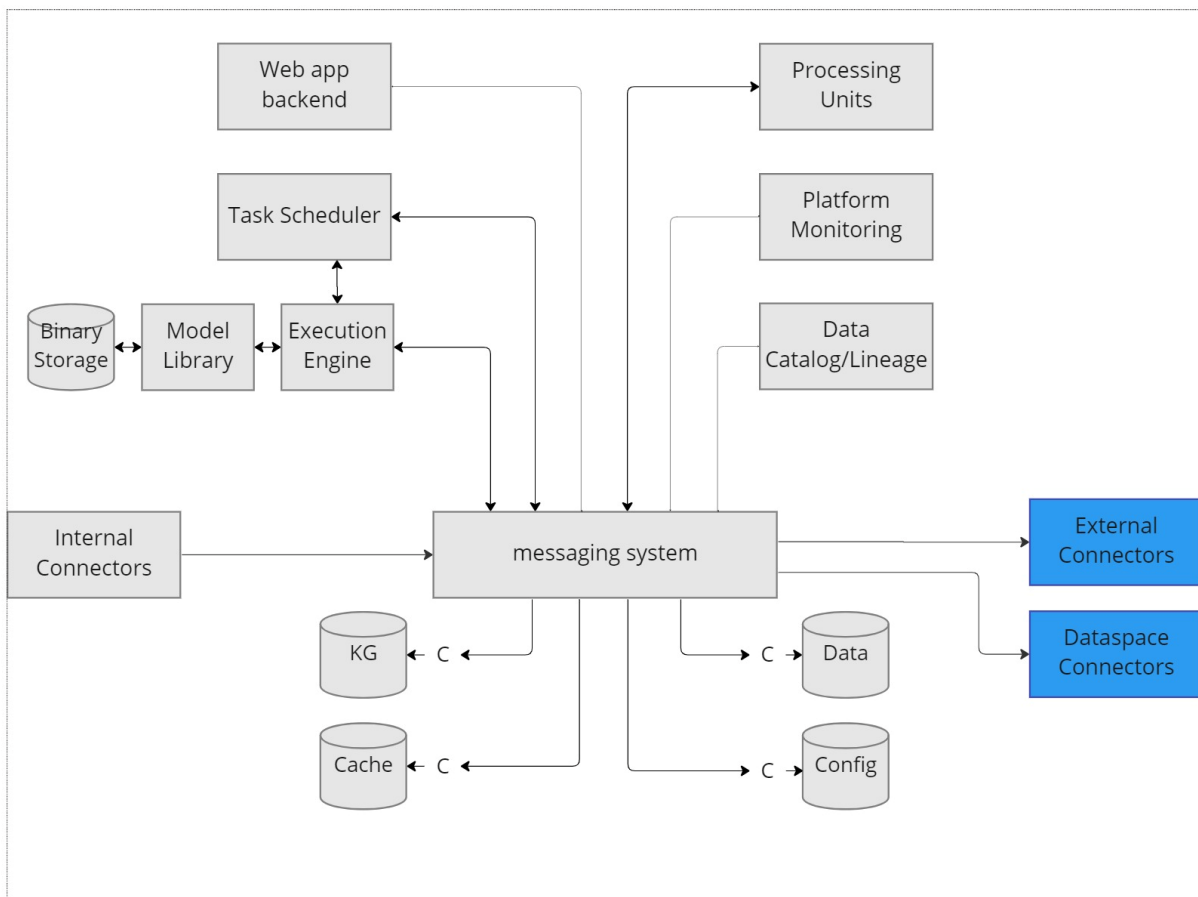 Web app
backend
Processing
Units
Task Scheduler
Platform
Monitoring
Binary
Storage
Model
Library
Execution
Engine
Data
Catalog/Lineage
Internal
Connectors
messaging system
External
Connectors
KG
C
C
Data
Dataspace
Connectors
Cache
C
C
Config